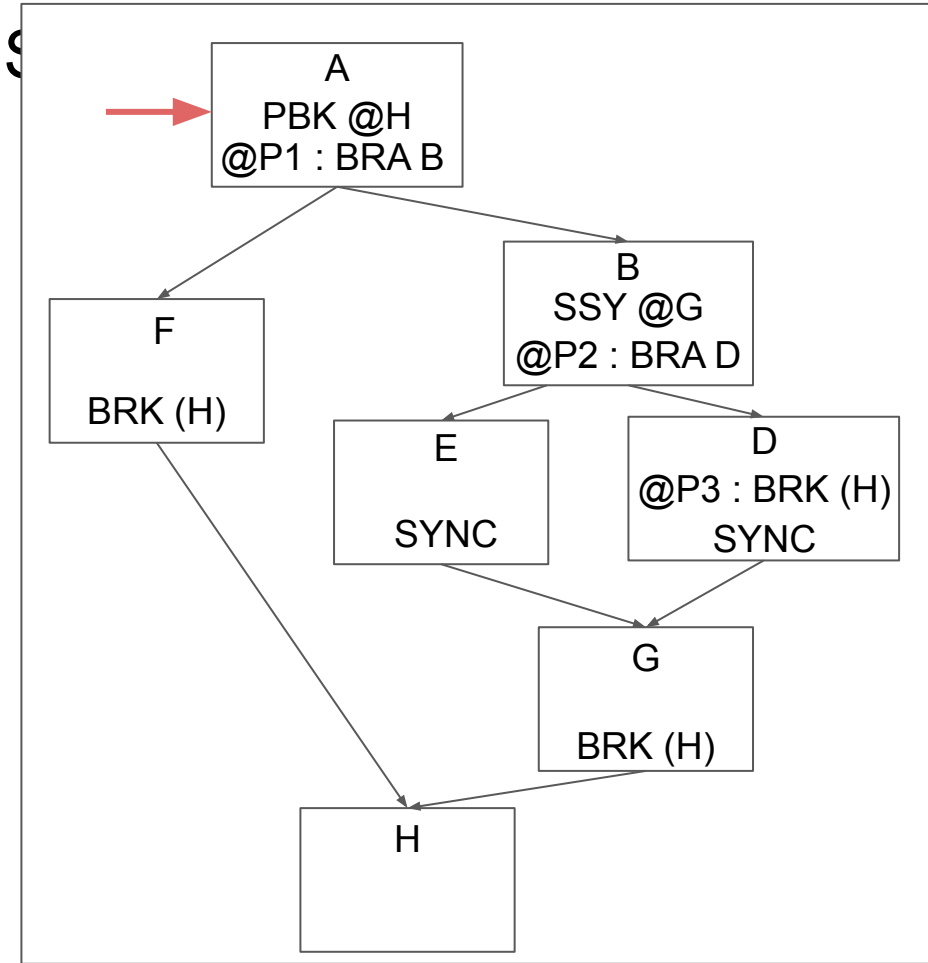 S
A
PBK @H
@P1 : BRA B
B
SSY @G
@P2 : BRA D
F
BRK (H)
E
SYNC
D
@P3 : BRK (H)
SYNC
G
BRK (H)
H